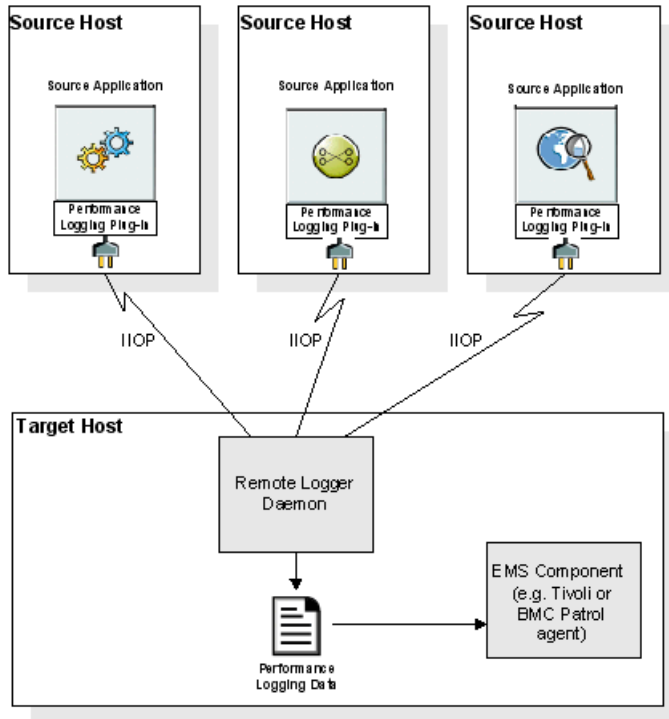 Source Host
Source Application
Performance
Logging Plug-in
Source Host
Source Application
Performance
Logging Plug-in
Source Host
Source Application
Performance
Logging Plug-in
IIOP
IIOP
IIOP
Target Host
Remote Logger
Daemon
Performance
Logging Data
EMS Component
(e.g. Tivoli or
BMC Patrol
agent)